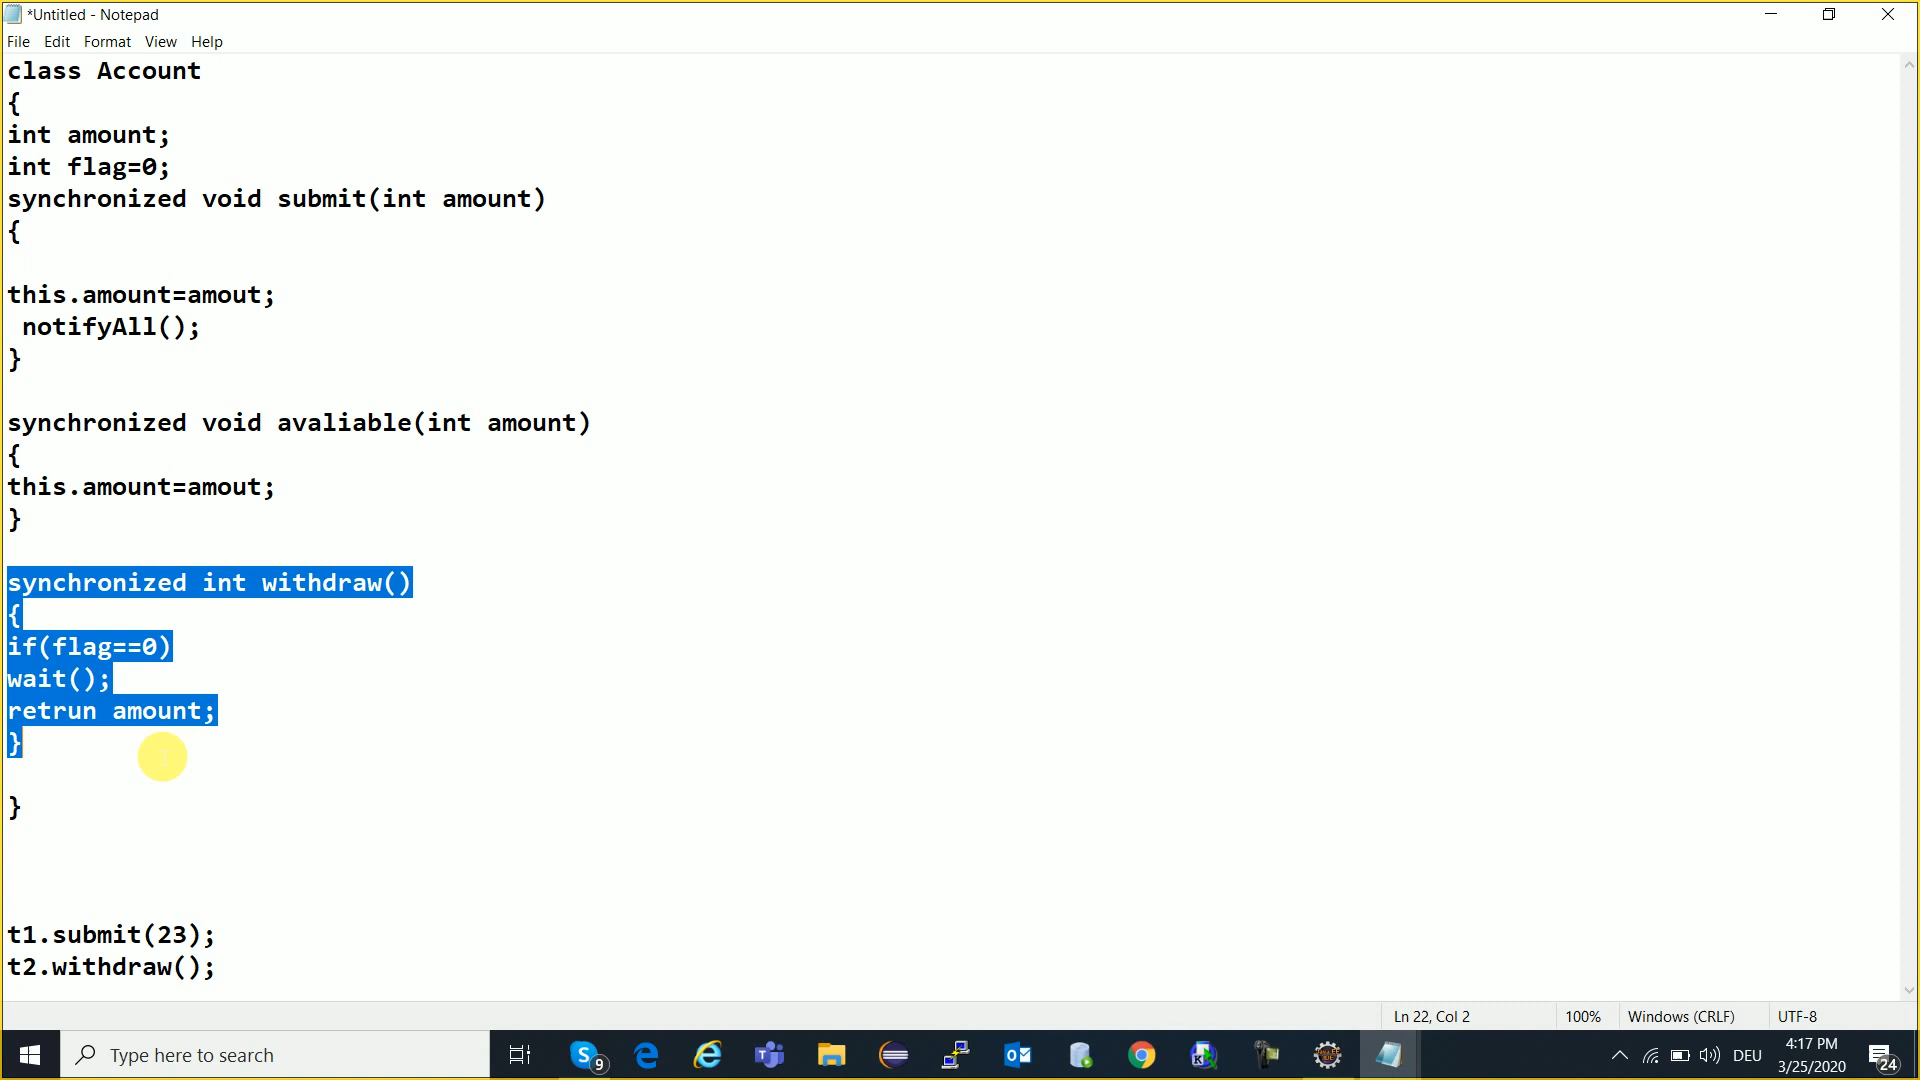 *Untitled - Notepad
File Edit Format View Help
class Account
{
int amount;
int flag=0;
synchronized void submit(int amount)
{
this.amount=amout;
notifyAll();
}
synchronized void avaliable(int amount)
{
this.amount=amout;
}
synchronized int withdraw()
{
if(flag==0)
wait();
retrun amount;
}
}
t1.submit(23);
t2.withdraw();
Ln 22, Col 2 100% Windows (CRLF) UTF-8
Type here to search 9 DEU 4:17 PM 24
3/25/2020